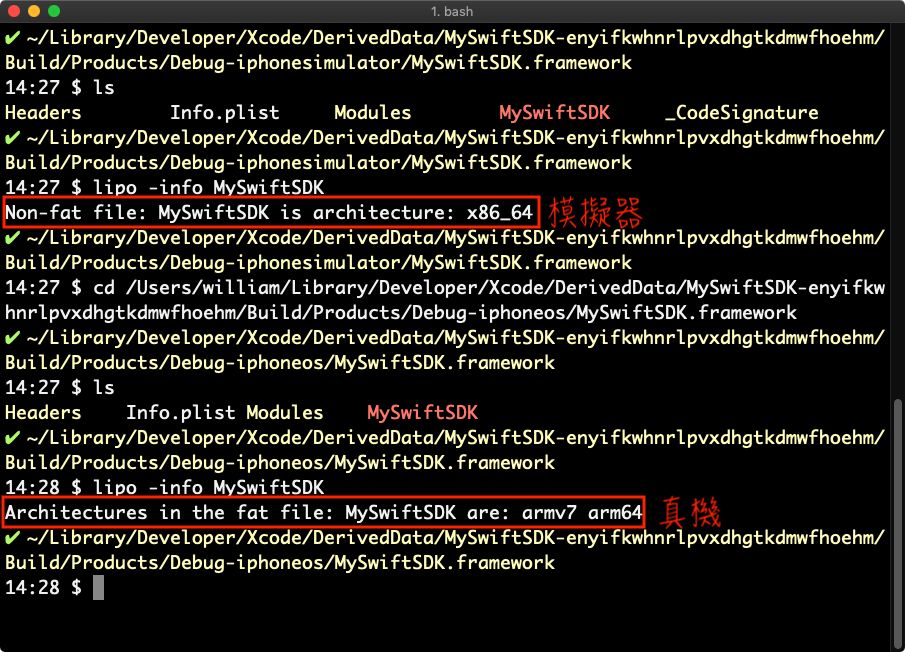 1. bash
✔ ~/Library/Developer/Xcode/DerivedData/MySwiftSDK-enyifkwhnrlpvxdhgtkdmwfhoehm/
Build/Products/Debug-iphonesimulator/MySwiftSDK.framework
14:27 $ ls
Headers Info.plist Modules MySwiftSDK _CodeSignature
✔ ~/Library/Developer/Xcode/DerivedData/MySwiftSDK-enyifkwhnrlpvxdhgtkdmwfhoehm/
Build/Products/Debug-iphonesimulator/MySwiftSDK.framework
14:27 $ lipo -info MySwiftSDK
Non-fat file: MySwiftSDK is architecture: x86_64 模擬器
✔ ~/Library/Developer/Xcode/DerivedData/MySwiftSDK-enyifkwhnrlpvxdhgtkdmwfhoehm/
Build/Products/Debug-iphonesimulator/MySwiftSDK.framework
14:27 $ cd /Users/william/Library/Developer/Xcode/DerivedData/MySwiftSDK-enyifkw
hnrlpvxdhgtkdmwfhoehm/Build/Products/Debug-iphoneos/MySwiftSDK.framework
✔ ~/Library/Developer/Xcode/DerivedData/MySwiftSDK-enyifkwhnrlpvxdhgtkdmwfhoehm/
Build/Products/Debug-iphoneos/MySwiftSDK.framework
14:27 $ ls
Headers Info.plist Modules MySwiftSDK
✔ ~/Library/Developer/Xcode/DerivedData/MySwiftSDK-enyifkwhnrlpvxdhgtkdmwfhoehm/
Build/Products/Debug-iphoneos/MySwiftSDK.framework
14:28 $ lipo -info MySwiftSDK
Architectures in the fat file: MySwiftSDK are: armv7 arm64 真機
✔ ~/Library/Developer/Xcode/DerivedData/MySwiftSDK-enyifkwhnrlpvxdhgtkdmwfhoehm/
Build/Products/Debug-iphoneos/MySwiftSDK.framework
14:28 $